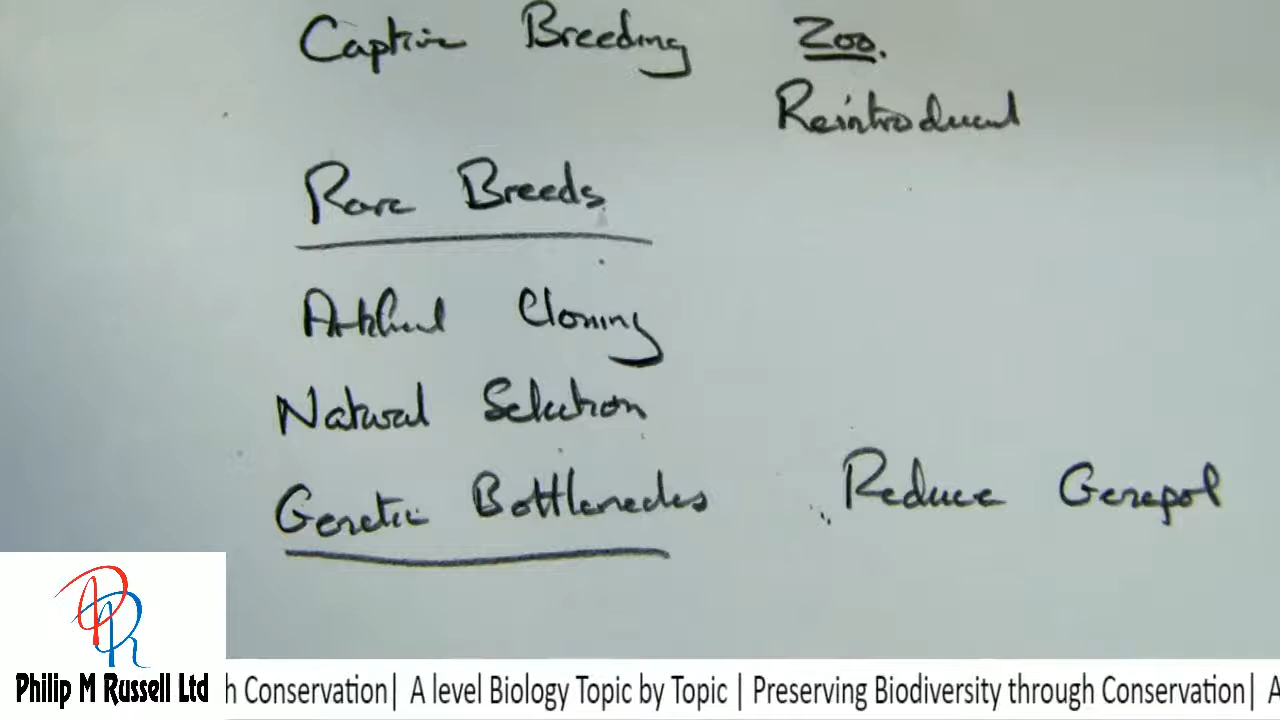 Captive Breeding Zoo.
Reintroduced
Rare Breeds
Artificial Cloning
Natural Selection
Genetic Bottlenecks Reduce Genepol
Philip M Russell Ltd
h Conservation| A level Biology Topic by Topic | Preserving Biodiversity through Conservation| A